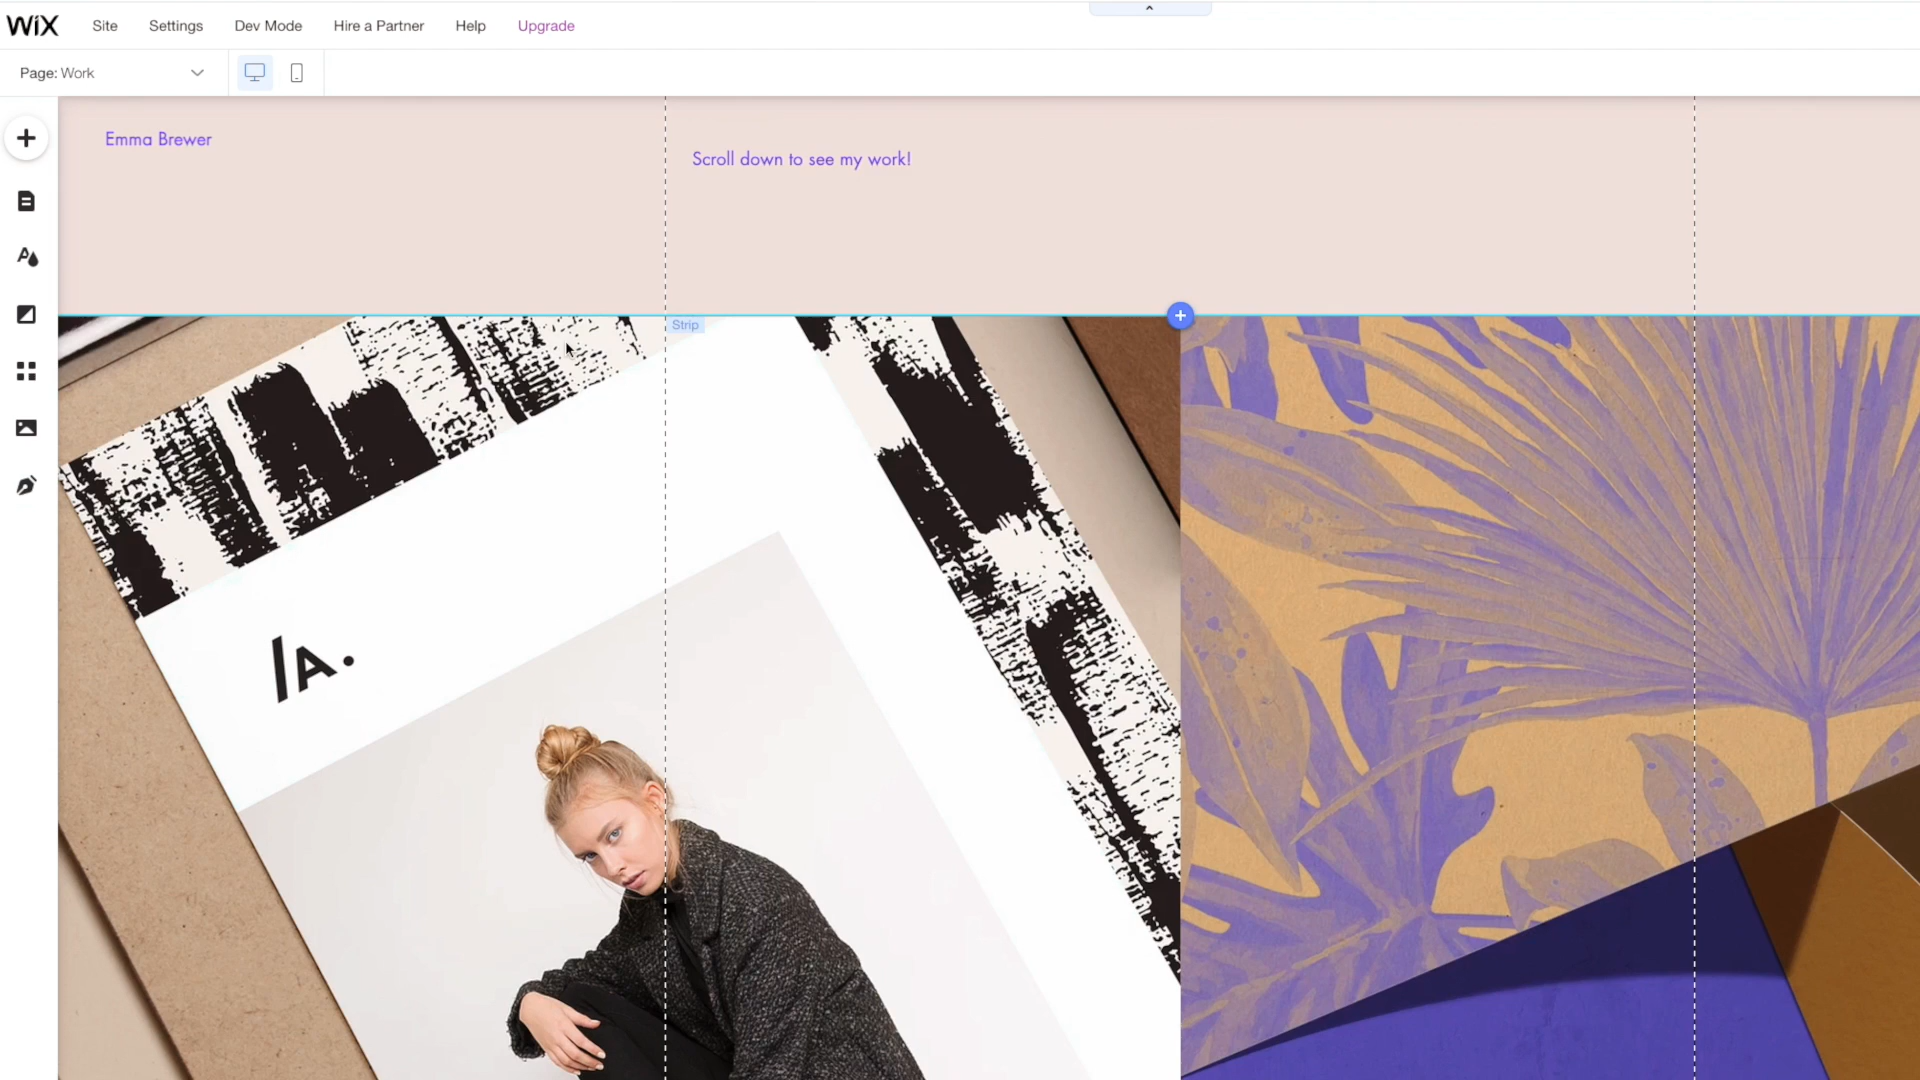 WiX
Site
Settings
Dev Mode
Hire a Partner
Help
Upgrade
Page: Work
Emma Brewer
Scroll down to see my work!
Strip
/A.